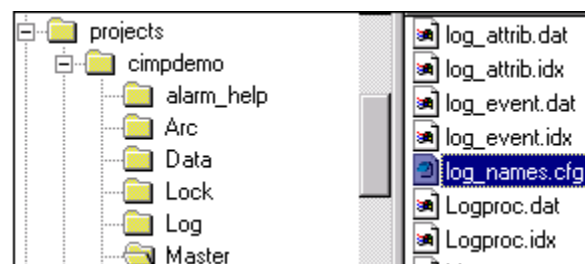 projects
cimpdemo
alarm_help
Arc
Data
Lock
Log
Master
log_attrib.dat
log_attrib.idx
log_event.dat
log_event.idx
log_names.cfg
Logproc.dat
Logproc.idx